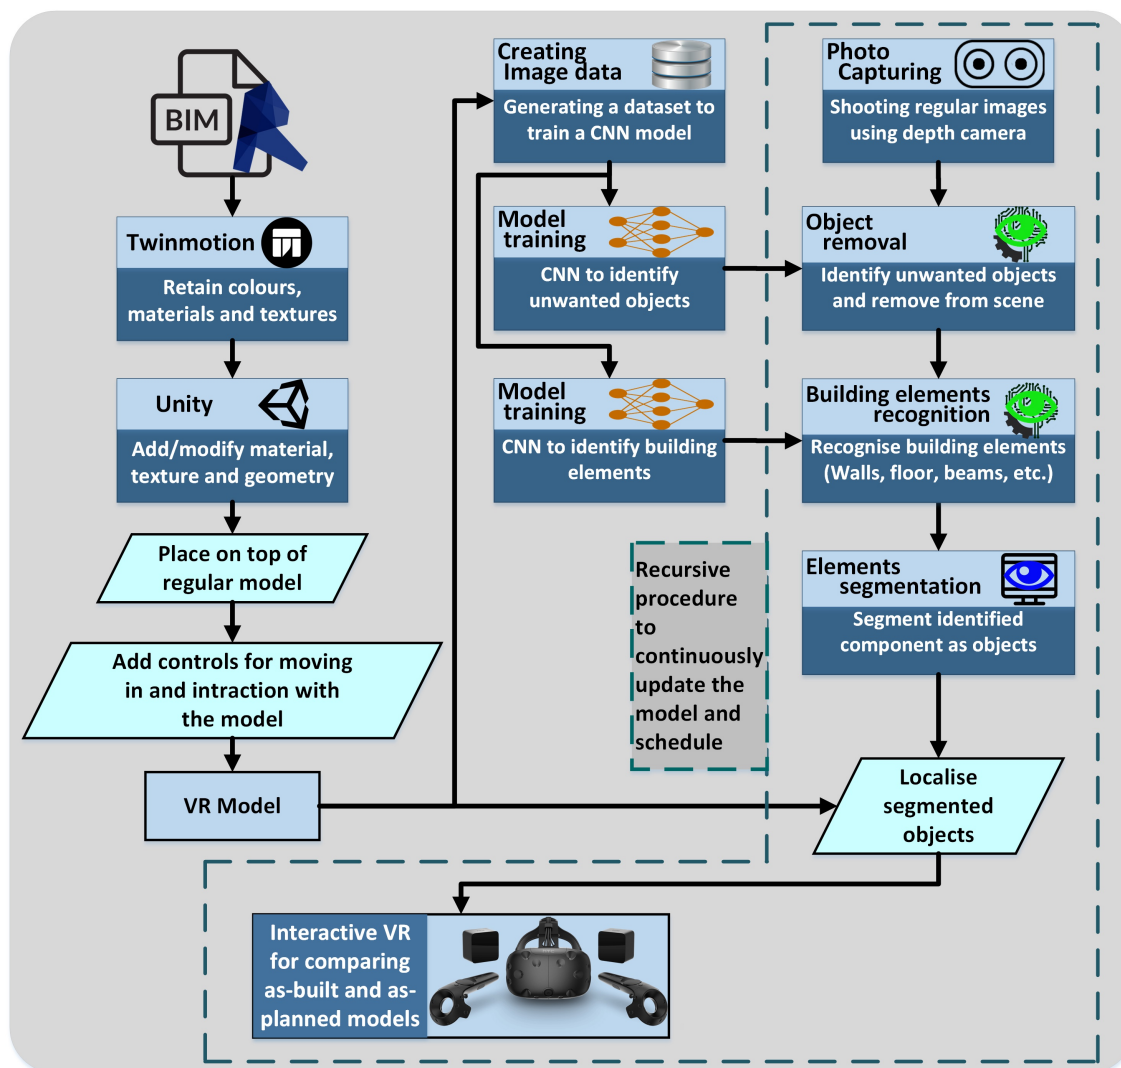 BIM
Twinmotion
Retain colours,
materials and textures
Unity
Add/modify material,
texture and geometry
Place on top of
regular model
Add controls for moving
in and intraction with
the model
VR Model
Creating
Image data
Generating a dataset to
train a CNN model
Model
training
CNN to identify
unwanted objects
Model
training
CNN to identify building
elements
Recursive
procedure
to
continuously
update the
model and
schedule
Photo
Capturing
Shooting regular images
using depth camera
Object
removal
Identify unwanted objects
and remove from scene
Building elements
recognition
Recognise building elements
(Walls, floor, beams, etc.)
Elements
segmentation
Segment identified
component as objects
Localise
segmented
objects
Interactive VR
for comparing
as-built and as-
planned models